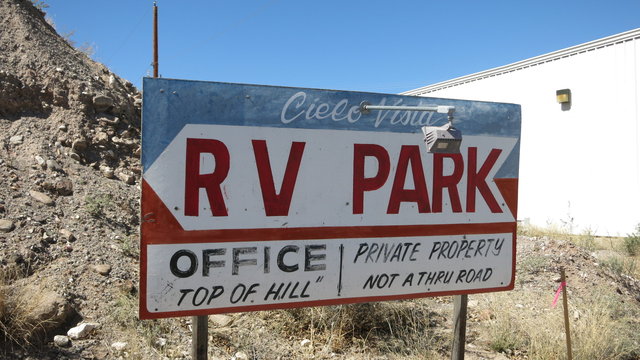 Cielo Vista
RV PARK
OFFICE
"TOP OF HILL"
PRIVATE PROPERTY
NOT A THRU ROAD